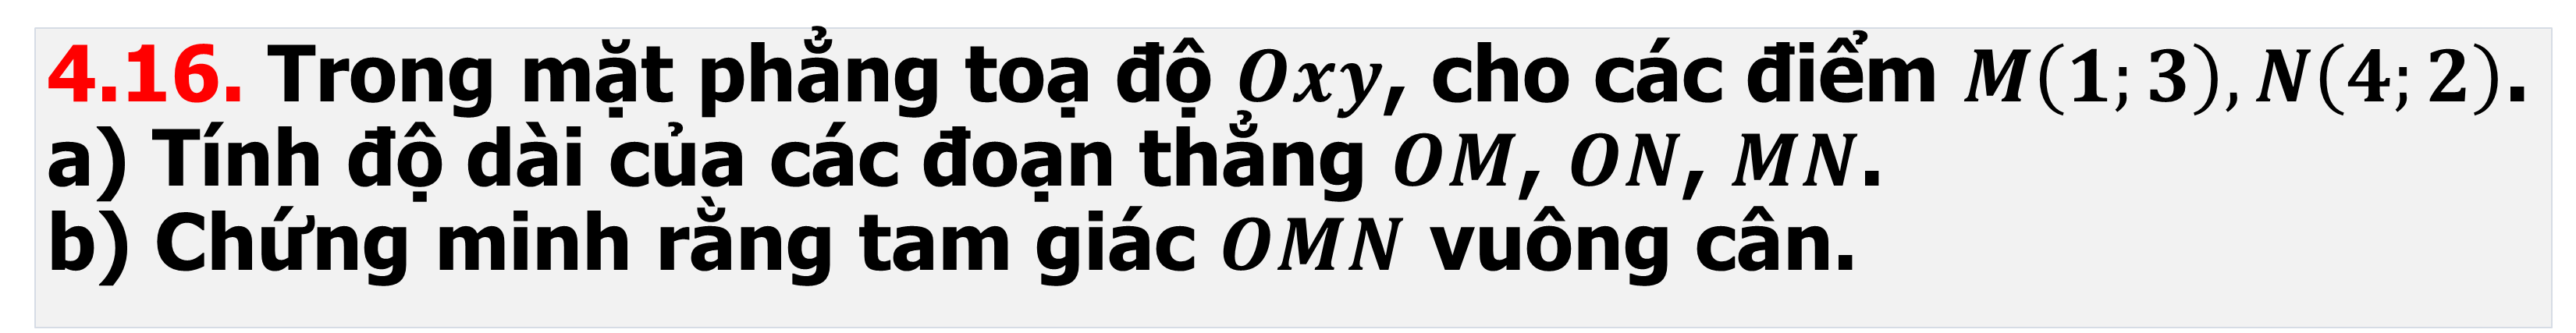 4.16. Trong mặt phẳng toạ độ Oxy, cho các điểm M(1; 3), N(4; 2).
a) Tính độ dài của các đoạn thẳng OM, ON, MN.
b) Chứng minh rằng tam giác OMN vuông cân.